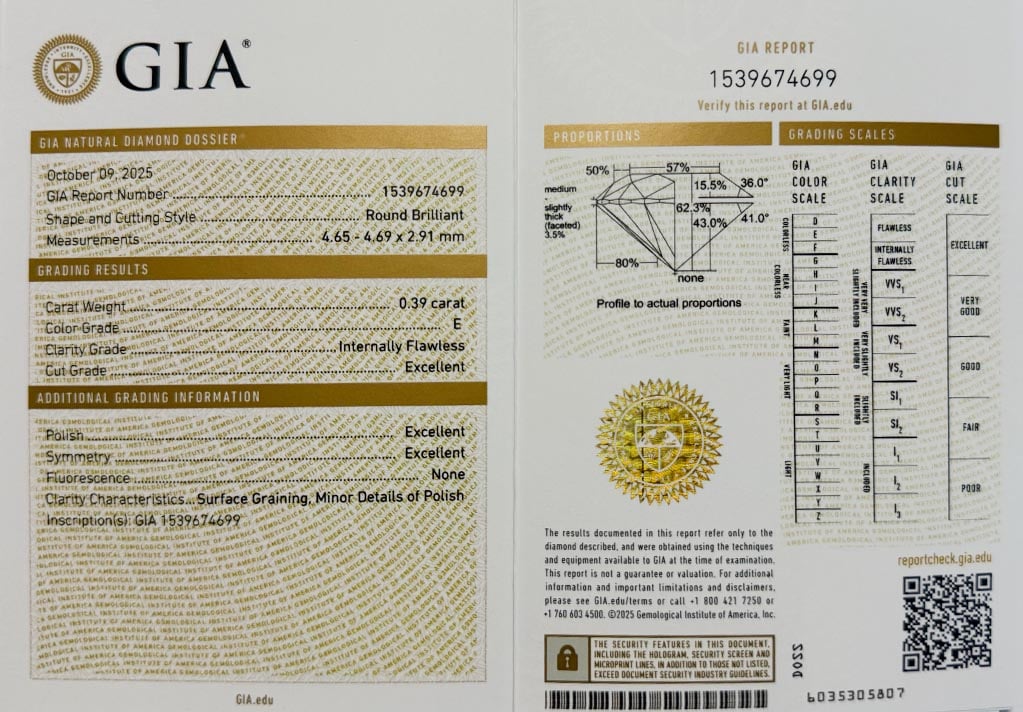 GIA®
GIA NATURAL DIAMOND DOSSIER®
October 09, 2025
GIA Report Number 1539674699
Shape and Cutting Style Round Brilliant
Measurements 4.65 - 4.69 x 2.91 mm
GRADING RESULTS
Carat Weight 0.39 carat
Color Grade E
Clarity Grade Internally Flawless
Cut Grade Excellent
ADDITIONAL GRADING INFORMATION
Polish Excellent
Symmetry Excellent
Fluorescence None
Clarity Characteristics...Surface Graining, Minor Details of Polish
Inscription(s): GIA 1539674699
GIA.edu
GIA REPORT
1539674699
Verify this report at GIA.edu
PROPORTIONS
50%
57%
medium
15.5%
36.0°
slightly
thick
(faceted)
3.5%
62.3%
43.0%
41.0°
80%
none
Profile to actual proportions
The results documented in this report refer only to the
diamond described, and were obtained using the techniques
and equipment available to GIA at the time of examination.
This report is not a guarantee or valuation. For additional
information and important limitations and disclaimers,
please see GIA.edu/terms or call +1 800 421 7250 or
+1 760 603 4500. ©2025 Gemological Institute of America, Inc.
THE SECURITY FEATURES IN THIS DOCUMENT,
INCLUDING THE HOLOGRAM, SECURITY SCREEN AND
MICROPRINT LINES, IN ADDITION TO THOSE NOT LISTED,
EXCEED DOCUMENT SECURITY INDUSTRY GUIDELINES.
GRADING SCALES
GIA
COLOR
SCALE
COLORLESS
D
E
F
NEAR
COLORLESS
G
H
I
J
FAINT
K
L
M
VERY LIGHT
N
O
P
Q
R
LIGHT
S
T
U
V
W
X
Y
Z
GIA
CLARITY
SCALE
FLAWLESS
INTERNALLY
FLAWLESS
VERY VERY
SLIGHTLY INCLUDED
VVS1
VVS2
VERY SLIGHTLY
INCLUDED
VS1
VS2
SLIGHTLY
INCLUDED
SI1
SI2
INCLUDED
I1
I2
I3
GIA
CUT
SCALE
EXCELLENT
VERY
GOOD
GOOD
FAIR
POOR
reportcheck.gia.edu
DO22
6035305807